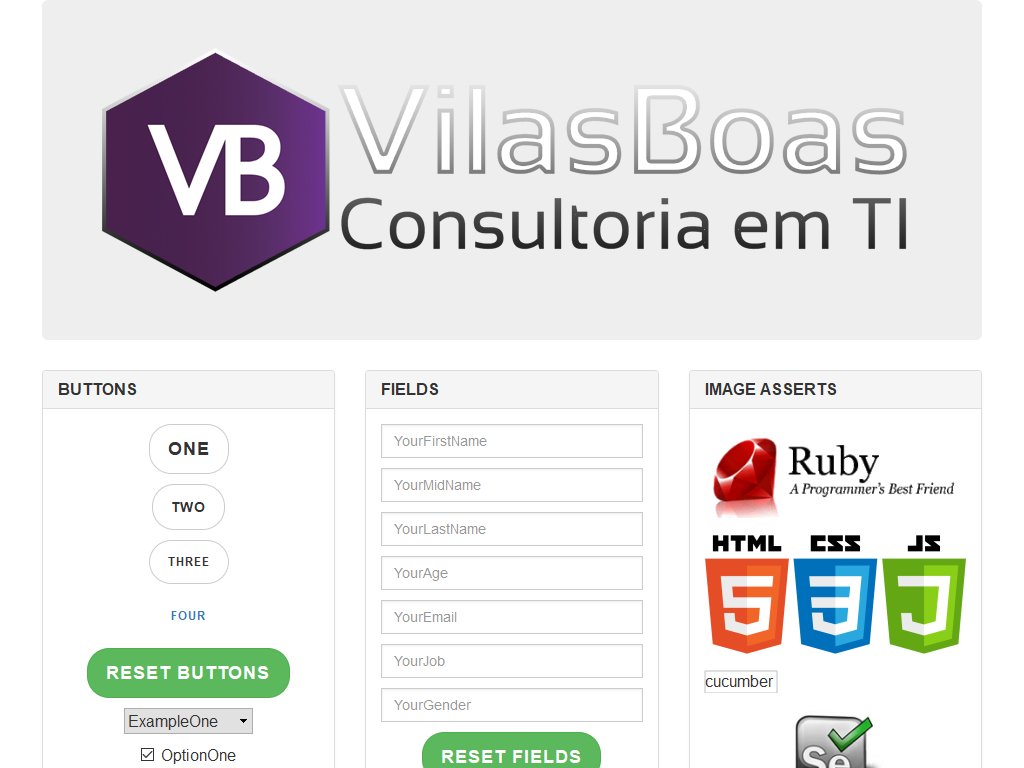 VB
VilasBoas
Consultoria em TI
BUTTONS
ONE
TWO
THREE
FOUR
RESET BUTTONS
ExampleOne
OptionOne
FIELDS
YourFirstName
YourMidName
YourLastName
YourAge
YourEmail
YourJob
YourGender
RESET FIELDS
IMAGE ASSERTS
Ruby
A Programmer's Best Friend
HTML CSS JS
5 3 J
cucumber
Se